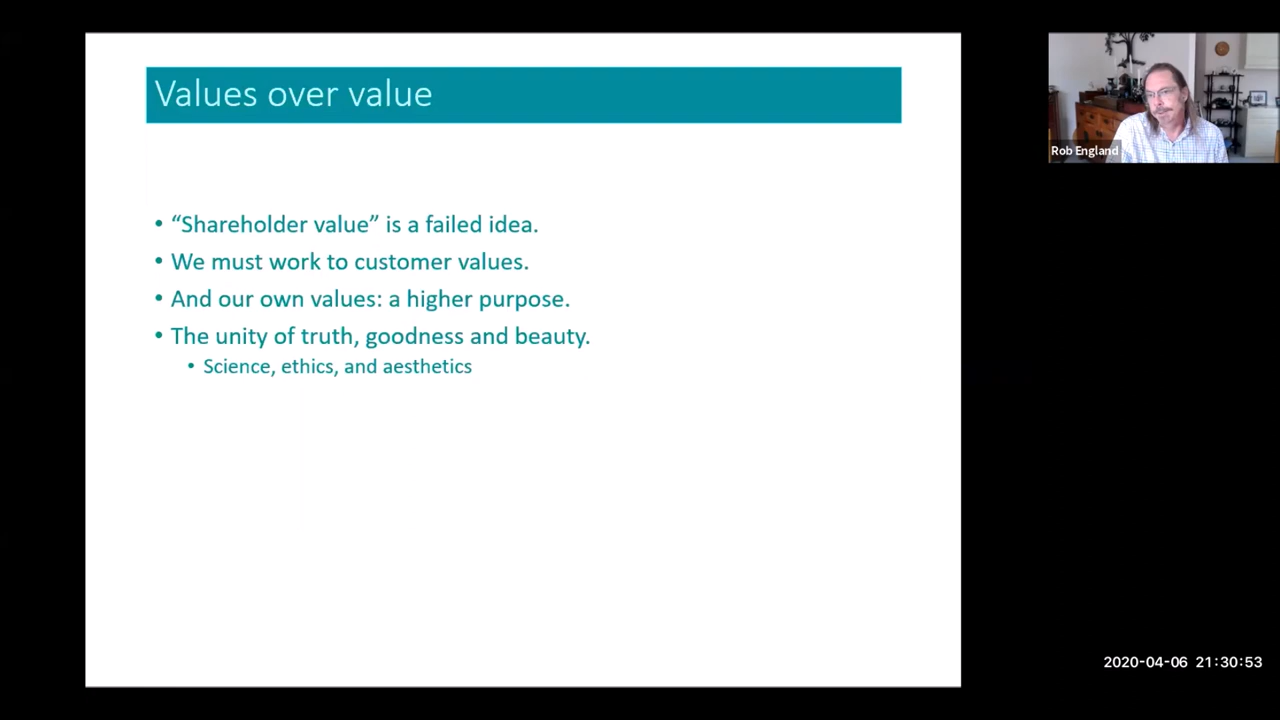 Values over value
• “Shareholder value” is a failed idea.
• We must work to customer values.
• And our own values: a higher purpose.
• The unity of truth, goodness and beauty.
• Science, ethics, and aesthetics
Rob England
2020-04-06 21:30:53